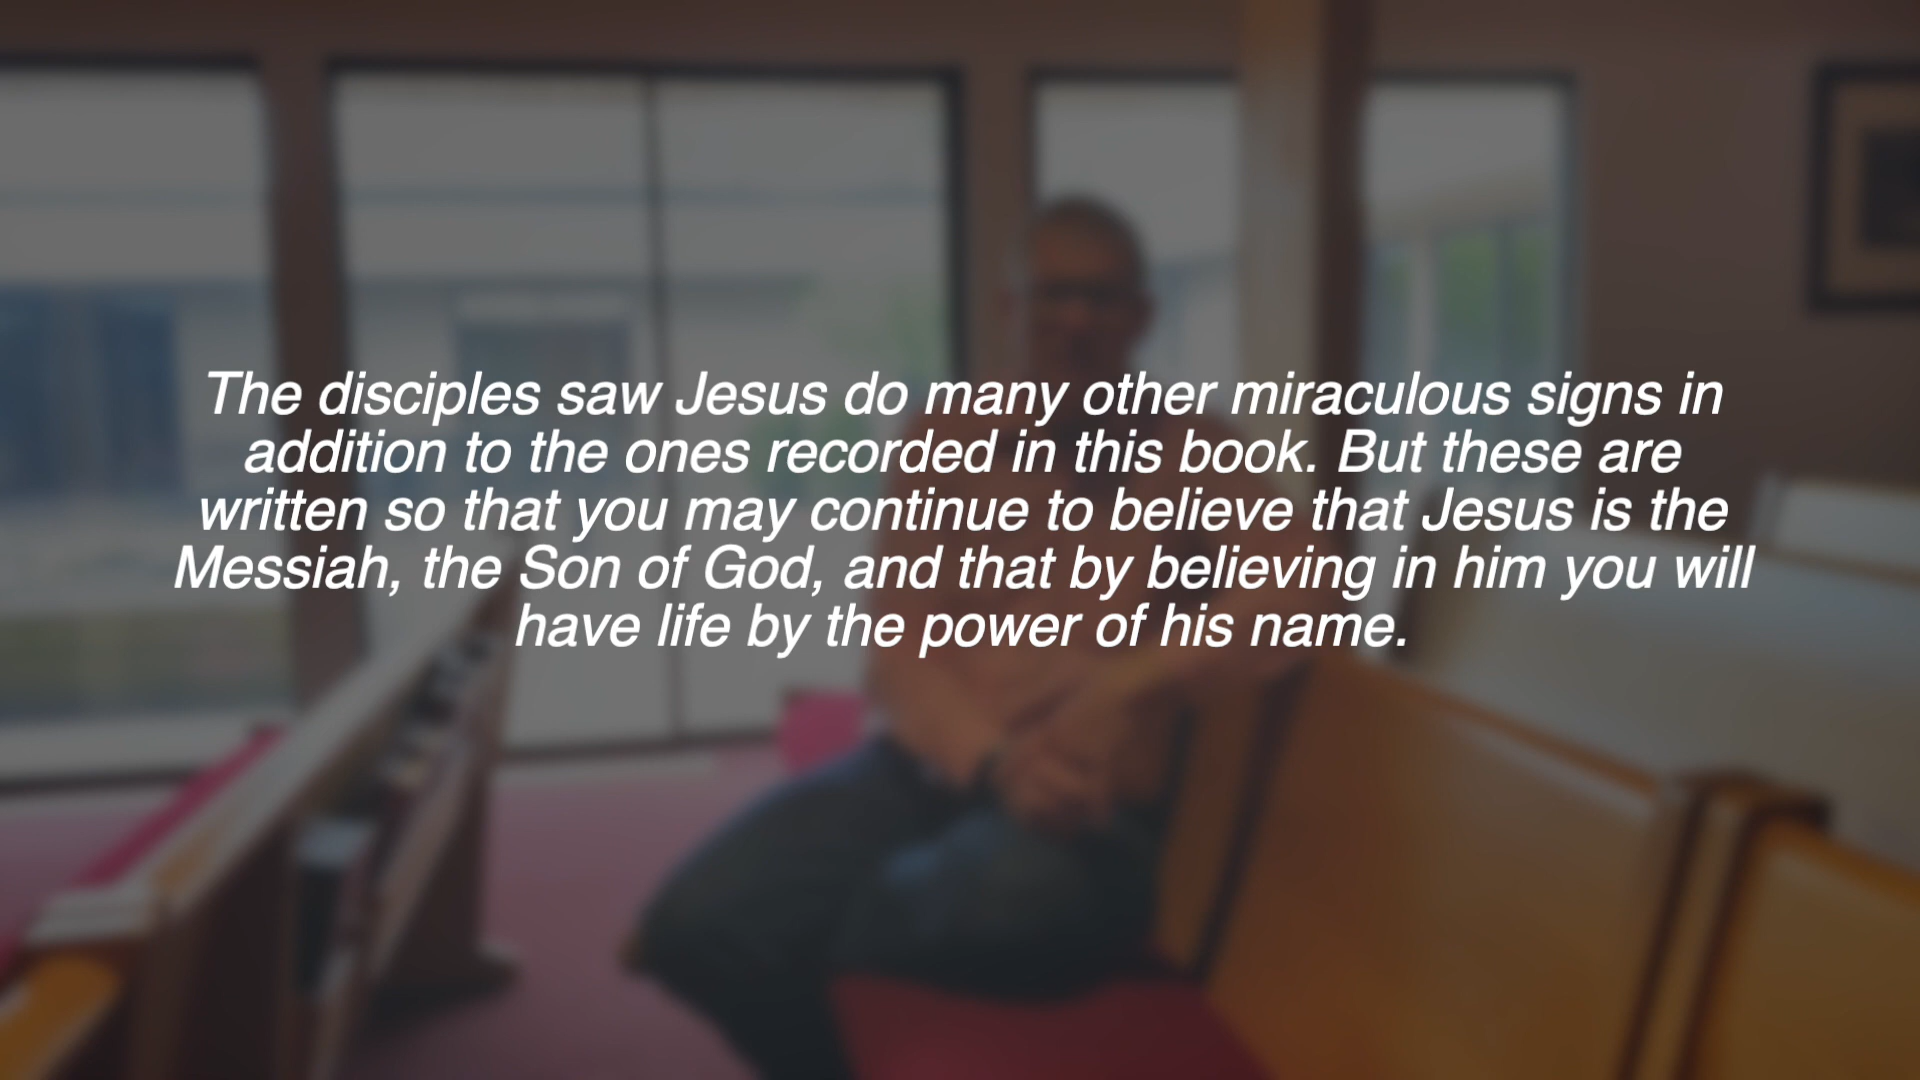 The disciples saw Jesus do many other miraculous signs in
addition to the ones recorded in this book. But these are
written so that you may continue to believe that Jesus is the
Messiah, the Son of God, and that by believing in him you will
have life by the power of his name.